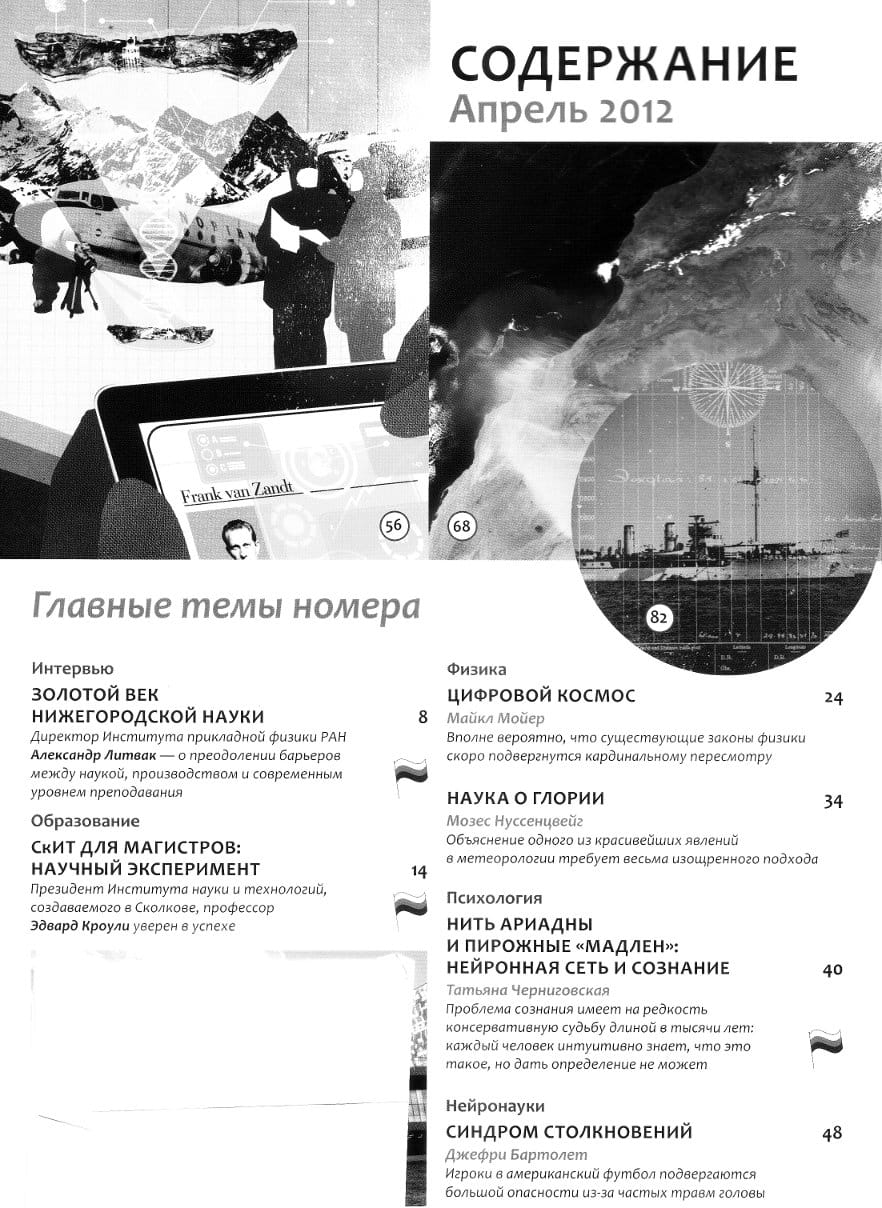 СОДЕРЖАНИЕ
Апрель 2012
Frank van Zandt
A
B
C
56
68
82
Главные темы номера
Интервью
ЗОЛОТОЙ ВЕК
НИЖЕГОРОДСКОЙ НАУКИ 8
Директор Института прикладной физики РАН
Александр Литвак — о преодолении барьеров
между наукой, производством и современным
уровнем преподавания
Образование
СкИТ ДЛЯ МАГИСТРОВ:
НАУЧНЫЙ ЭКСПЕРИМЕНТ 14
Президент Института науки и технологий,
создаваемого в Сколкове, профессор
Эдвард Кроули уверен в успехе
Физика
ЦИФРОВОЙ КОСМОС 24
Майкл Мойер
Вполне вероятно, что существующие законы физики
скоро подвергнутся кардинальному пересмотру
НАУКА О ГЛОРИИ 34
Мозес Нуссенцвейг
Объяснение одного из красивейших явлений
в метеорологии требует весьма изощренного подхода
Психология
НИТЬ АРИАДНЫ
И ПИРОЖНЫЕ «МАДЛЕН»:
НЕЙРОННАЯ СЕТЬ И СОЗНАНИЕ 40
Татьяна Черниговская
Проблема сознания имеет на редкость
консервативную судьбу длиной в тысячи лет:
каждый человек интуитивно знает, что это
такое, но дать определение не может
Нейронауки
СИНДРОМ СТОЛКНОВЕНИЙ 48
Джефри Бартолет
Игроки в американский футбол подвергаются
большой опасности из-за частых травм головы